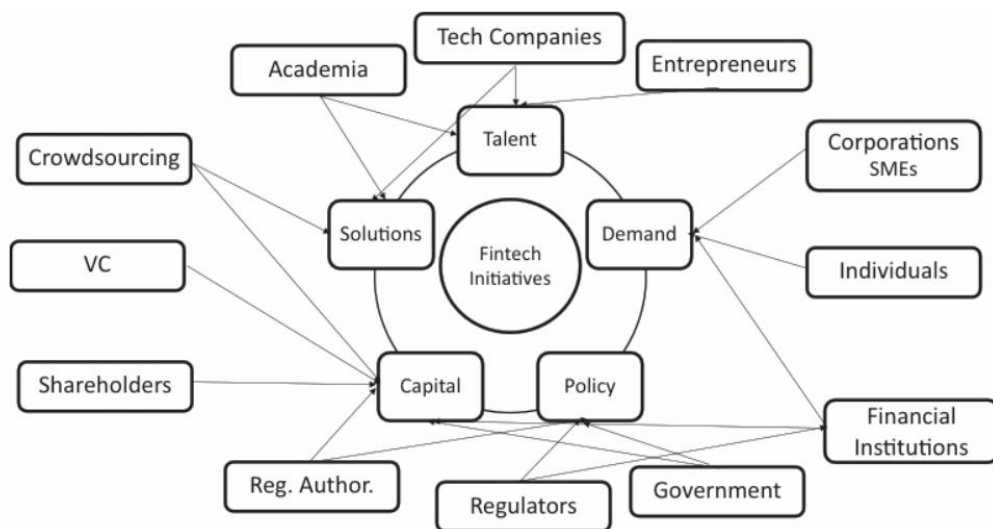 Tech Companies
Academia
Entrepreneurs
Talent
Crowdsourcing
Corporations
SMEs
Solutions
Demand
Fintech
Initiatives
VC
Individuals
Shareholders
Capital
Policy
Financial
Institutions
Reg. Author.
Regulators
Government